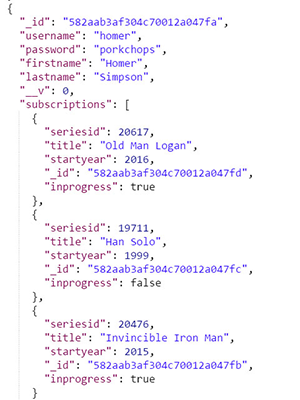 {
"_id": "582aab3af304c70012a047fa",
"username": "homer",
"password": "porkchops",
"firstname": "Homer",
"lastname": "Simpson",
"__v": 0,
"subscriptions": [
{
"seriesid": 20617,
"title": "Old Man Logan",
"startyear": 2016,
"_id": "582aab3af304c70012a047fd",
"inprogress": true
},
{
"seriesid": 19711,
"title": "Han Solo",
"startyear": 1999,
"_id": "582aab3af304c70012a047fc",
"inprogress": false
},
{
"seriesid": 20476,
"title": "Invincible Iron Man",
"startyear": 2015,
"_id": "582aab3af304c70012a047fb",
"inprogress": true
}